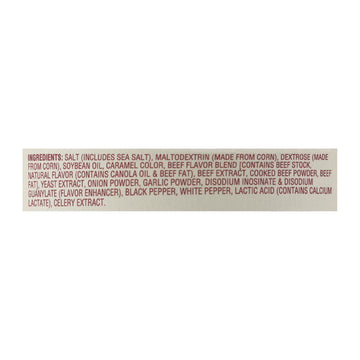 INGREDIENTS: SALT (INCLUDES SEA SALT), MALTODEXTRIN (MADE FROM CORN), DEXTROSE (MADE
FROM CORN), SOYBEAN OIL, CARAMEL COLOR, BEEF FLAVOR BLEND [CONTAINS BEEF STOCK,
NATURAL FLAVOR (CONTAINS CANOLA OIL & BEEF FAT), BEEF EXTRACT, COOKED BEEF POWDER, BEEF
FAT], YEAST EXTRACT, ONION POWDER, GARLIC POWDER, DISODIUM INOSINATE & DISODIUM
GUANYLATE (FLAVOR ENHANCER), BLACK PEPPER, WHITE PEPPER, LACTIC ACID (CONTAINS CALCIUM
LACTATE), CELERY EXTRACT.